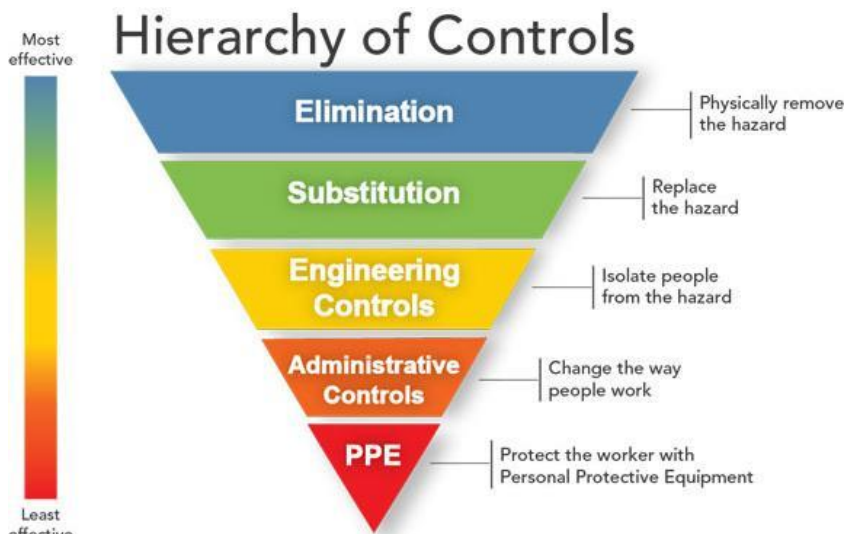 Hierarchy of Controls
Most
effective
Elimination
Physically remove
the hazard
Substitution
Replace
the hazard
Engineering
Controls
Isolate people
from the hazard
Administrative
Controls
Change the way
people work
PPE
Protect the worker with
Personal Protective Equipment
Least
effective